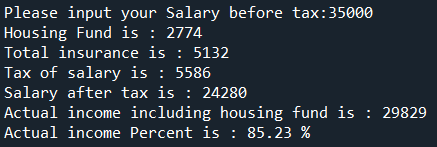 Please input your Salary before tax:35000
Housing Fund is : 2774
Total insurance is : 5132
Tax of salary is : 5586
Salary after tax is : 24280
Actual income including housing fund is : 29829
Actual income Percent is : 85.23 %